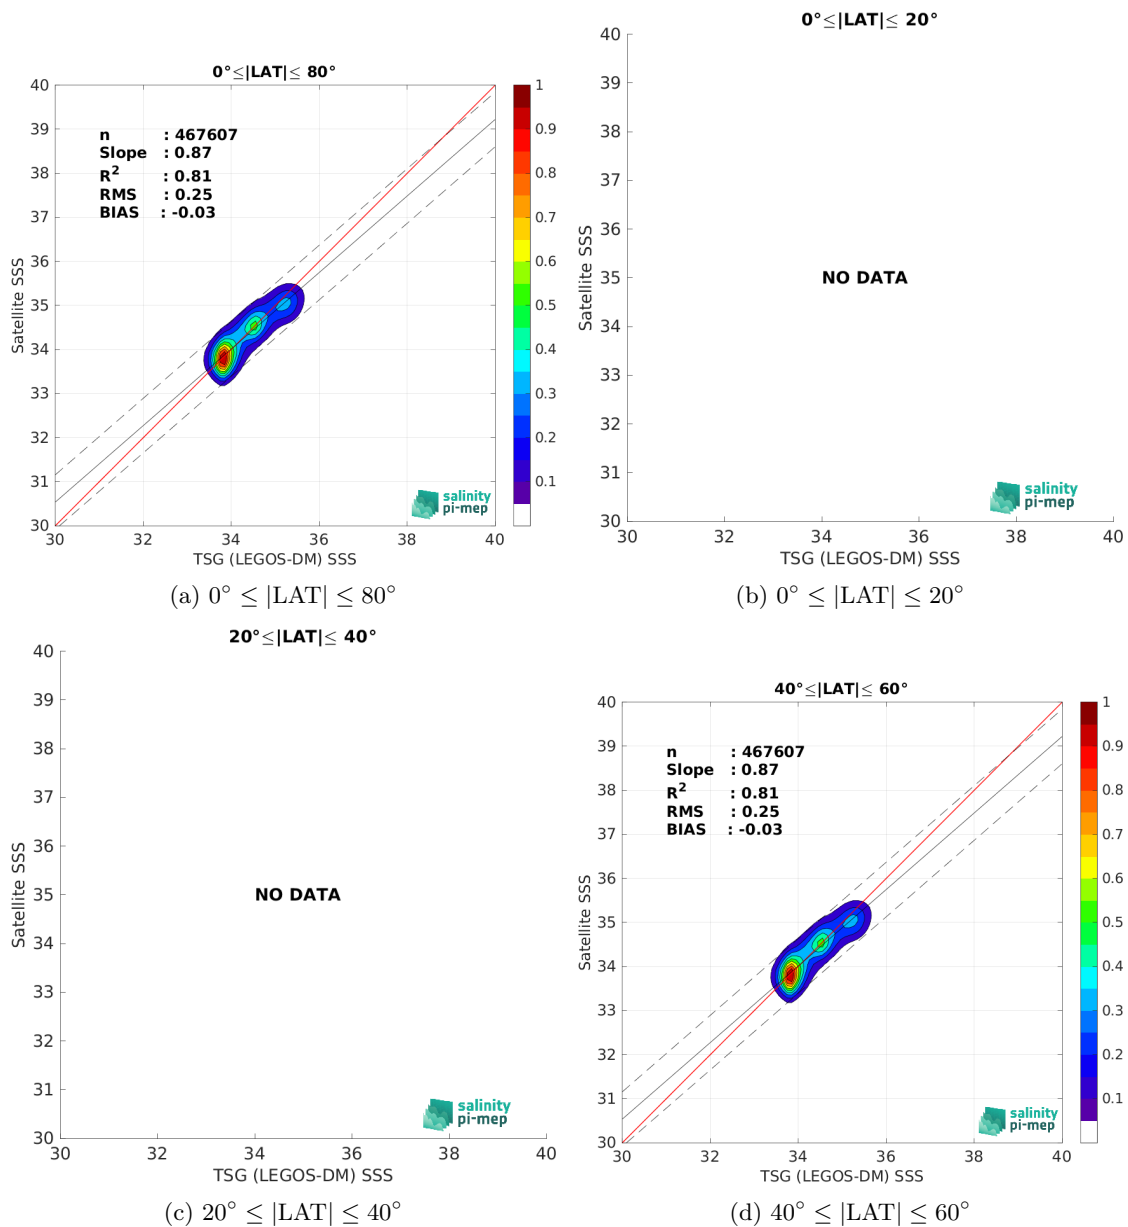 0°≤|LAT|≤ 80°
40
39
38
37
36
35
34
33
32
31
30
30 32 34 36 38 40
n : 467607
Slope : 0.87
R² : 0.81
RMS : 0.25
BIAS : -0.03
1
0.9
0.8
0.7
0.6
0.5
0.4
0.3
0.2
0.1
Satellite SSS
TSG (LEGOS-DM) SSS
salinity
pi-mep
(a) 0° ≤ |LAT| ≤ 80°
0°≤|LAT|≤ 20°
40
39
38
37
36
35
34
33
32
31
30
30 32 34 36 38 40
NO DATA
Satellite SSS
TSG (LEGOS-DM) SSS
salinity
pi-mep
(b) 0° ≤ |LAT| ≤ 20°
20°≤|LAT|≤ 40°
40
39
38
37
36
35
34
33
32
31
30
30 32 34 36 38 40
NO DATA
Satellite SSS
TSG (LEGOS-DM) SSS
salinity
pi-mep
(c) 20° ≤ |LAT| ≤ 40°
40°≤|LAT|≤ 60°
40
39
38
37
36
35
34
33
32
31
30
30 32 34 36 38 40
n : 467607
Slope : 0.87
R² : 0.81
RMS : 0.25
BIAS : -0.03
1
0.9
0.8
0.7
0.6
0.5
0.4
0.3
0.2
0.1
Satellite SSS
TSG (LEGOS-DM) SSS
salinity
pi-mep
(d) 40° ≤ |LAT| ≤ 60°